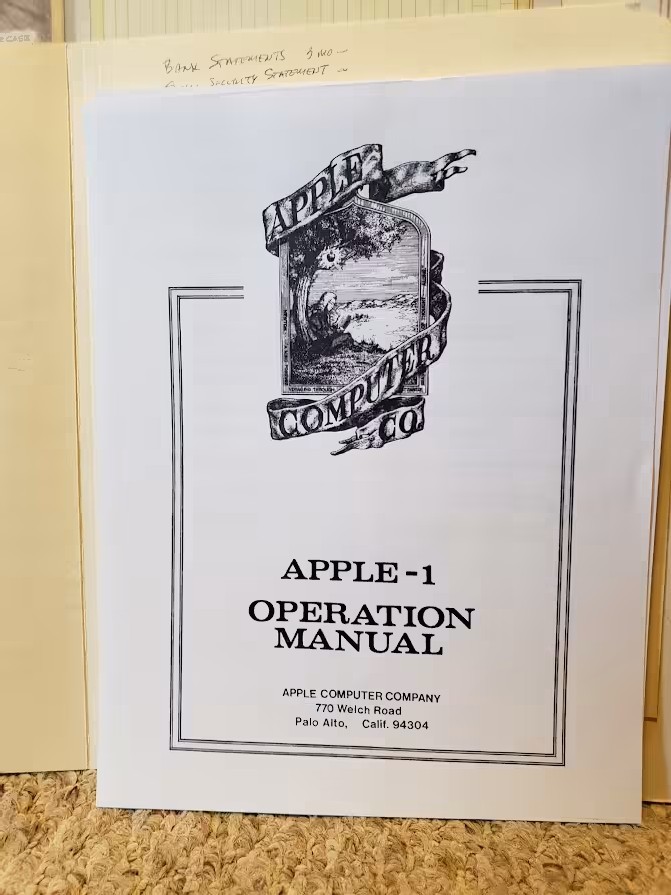 BANK STATEMENTS 3 MO —
SECURITY STATEMENT —
APPLE
COMPUTER
CO.
APPLE-1
OPERATION
MANUAL
APPLE COMPUTER COMPANY
770 Welch Road
Palo Alto, Calif. 94304